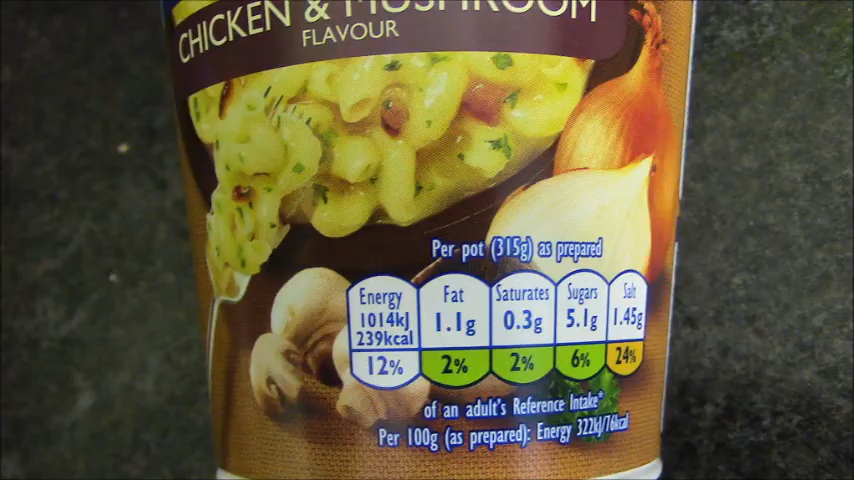 CHICKEN & MUSHROOM
FLAVOUR
Per pot (315g) as prepared
Energy Fat Saturates Sugars Salt
1014kJ 1.1g 0.3g 5.1g 1.45g
239kcal
12% 2% 2% 6% 24%
of an adult's Reference Intake*
Per 100g (as prepared): Energy 322kJ/76kcal